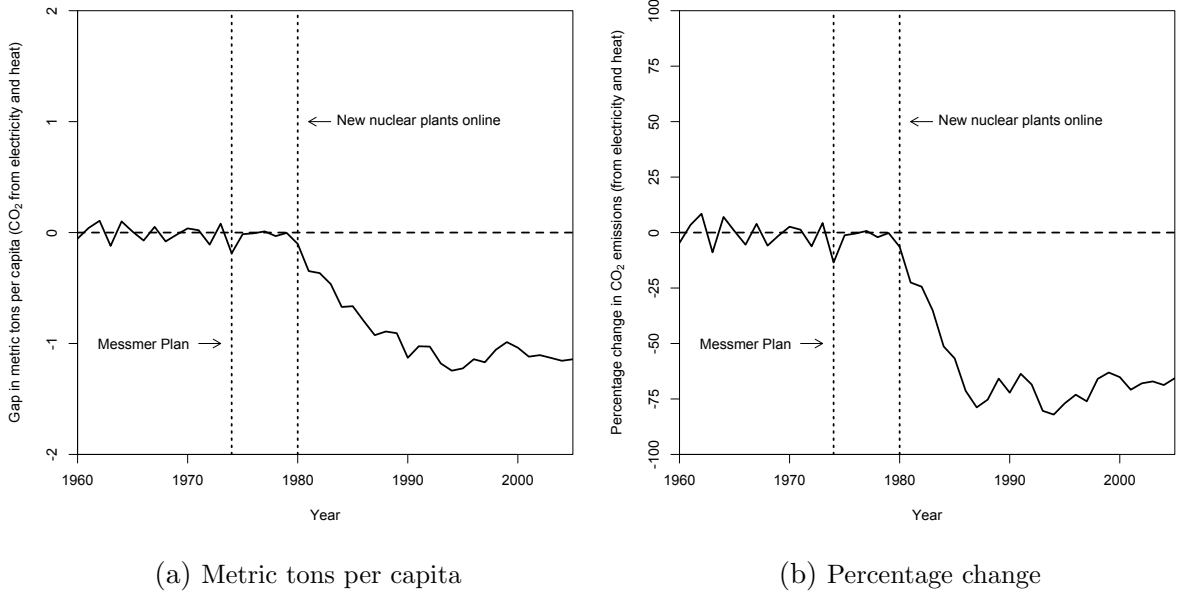 Gap in metric tons per capita (CO₂ from electricity and heat)
2
1
0
-1
-2
New nuclear plants online
Messmer Plan
1960 1970 1980 1990 2000
Year
(a) Metric tons per capita
Percentage change in CO₂ emissions (from electricity and heat)
100
75
50
25
0
-25
-50
-75
-100
New nuclear plants online
Messmer Plan
1960 1970 1980 1990 2000
Year
(b) Percentage change